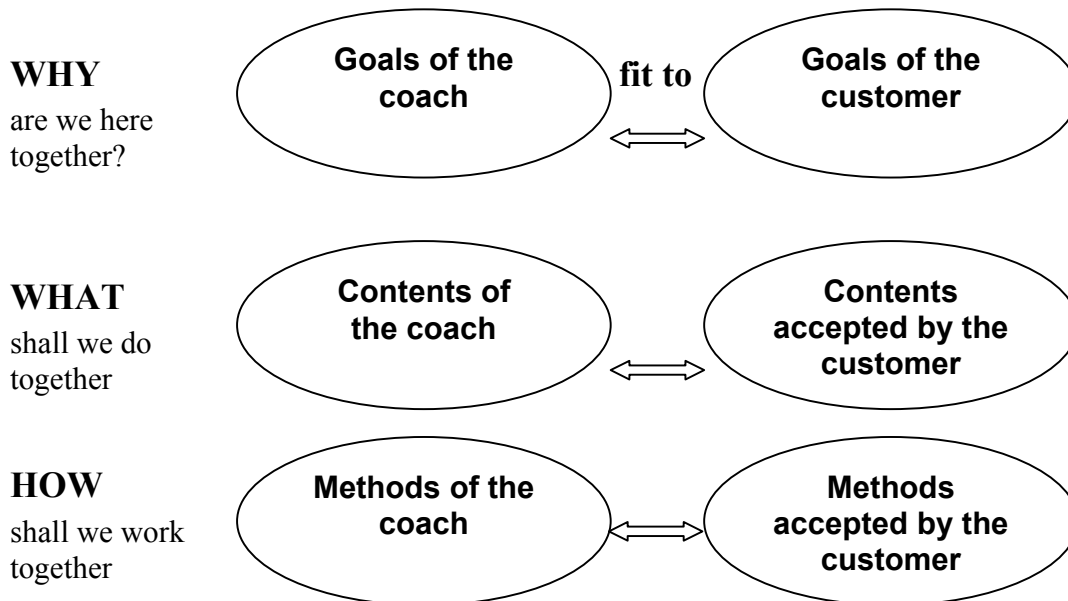 WHY
are we here
together?
Goals of the
coach
fit to
Goals of the
customer
WHAT
shall we do
together
Contents of
the coach
Contents
accepted by the
customer
HOW
shall we work
together
Methods of the
coach
Methods
accepted by the
customer